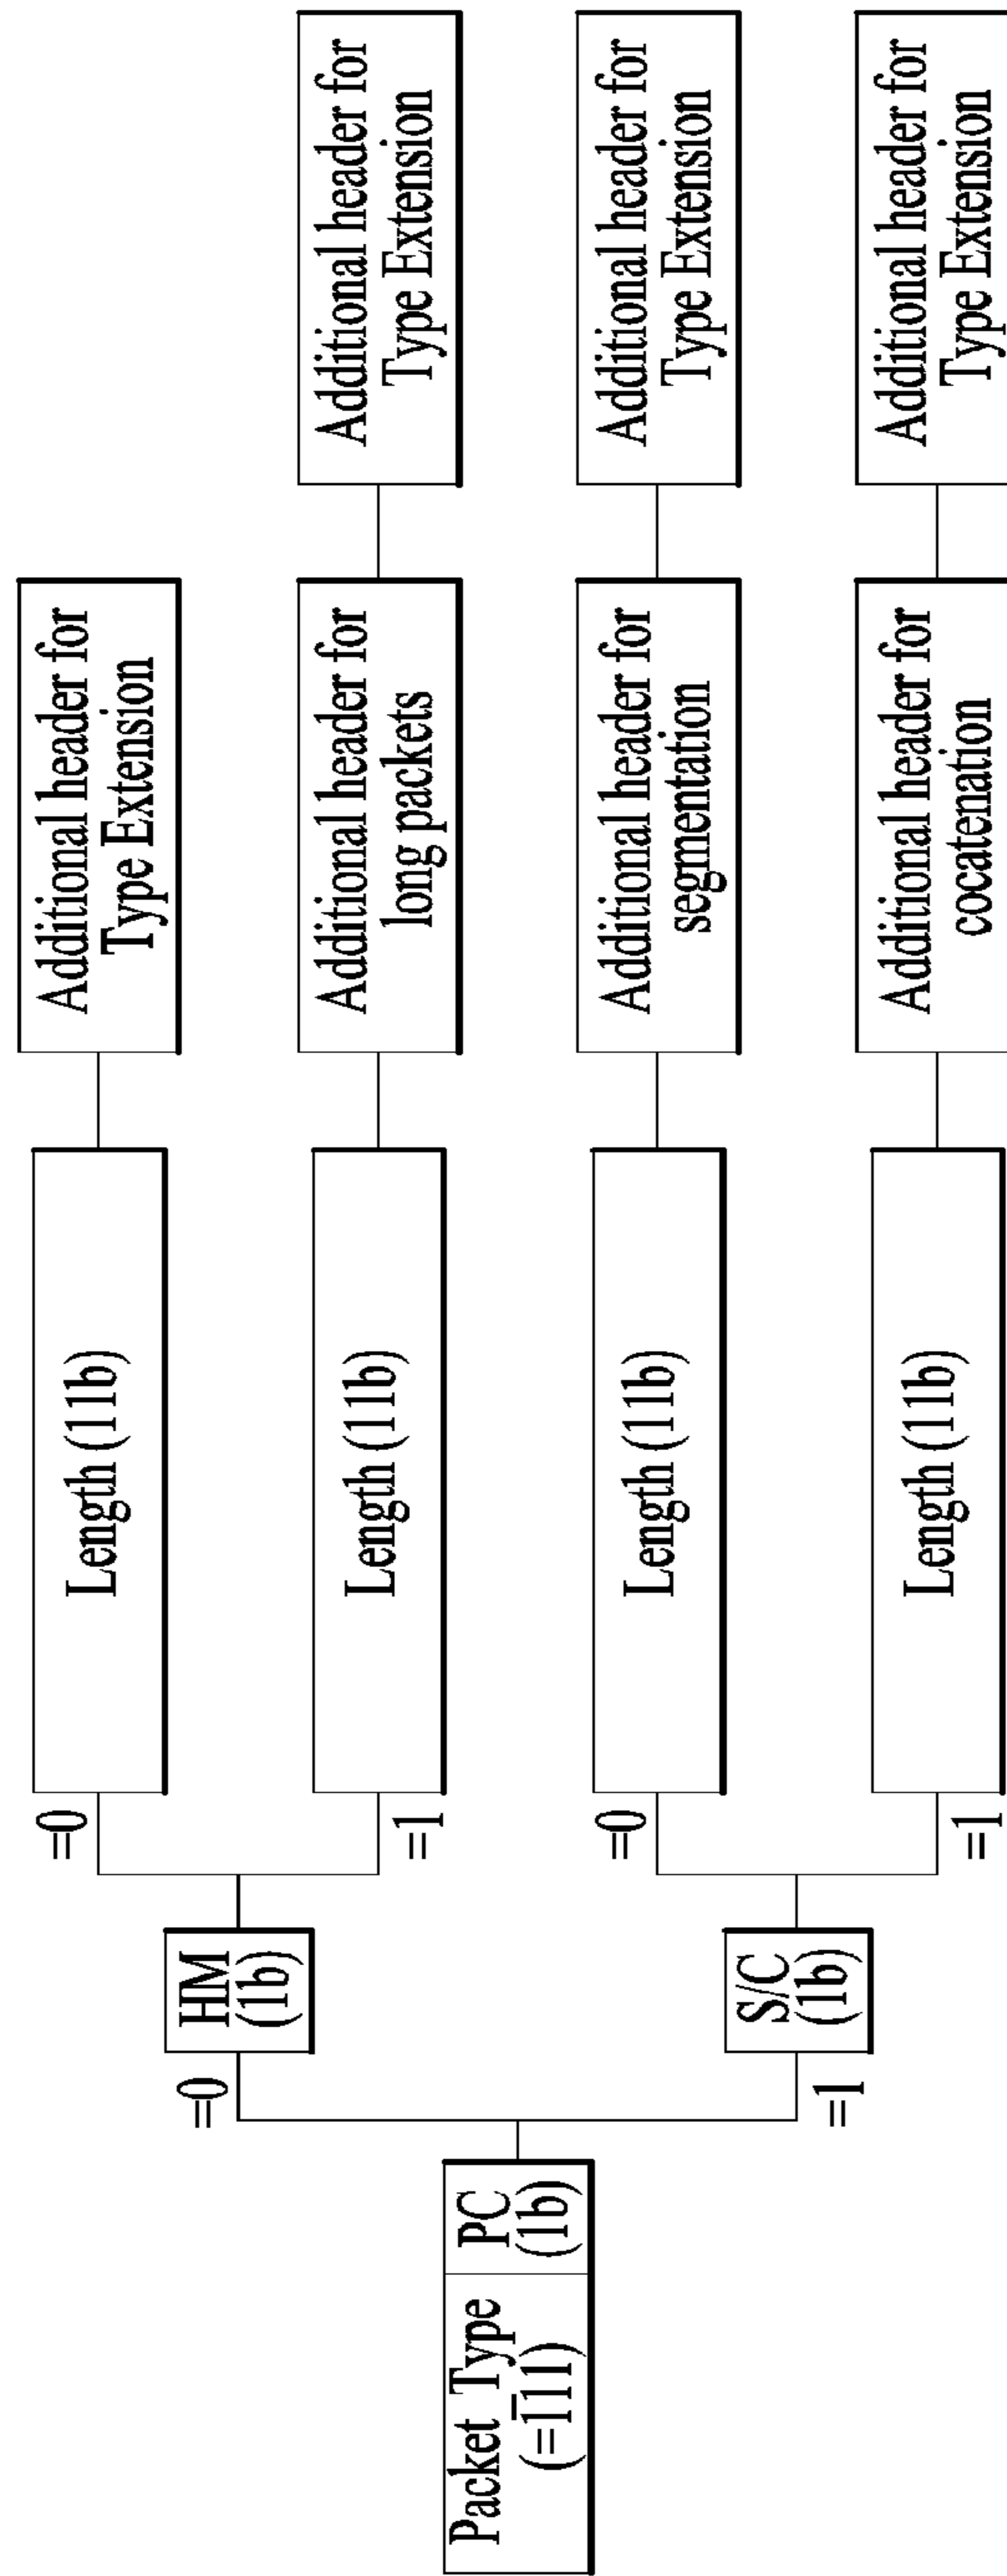 Packet Type
(=111)
PC
(1b)
=0
HM
(1b)
=0
Length (11b)
Additional header for
Type Extension
=1
Length (11b)
Additional header for
long packets
Additional header for
Type Extension
=1
S/C
(1b)
=0
Length (11b)
Additional header for
segmentation
Additional header for
Type Extension
=1
Length (11b)
Additional header for
cocatenation
Additional header for
Type Extension